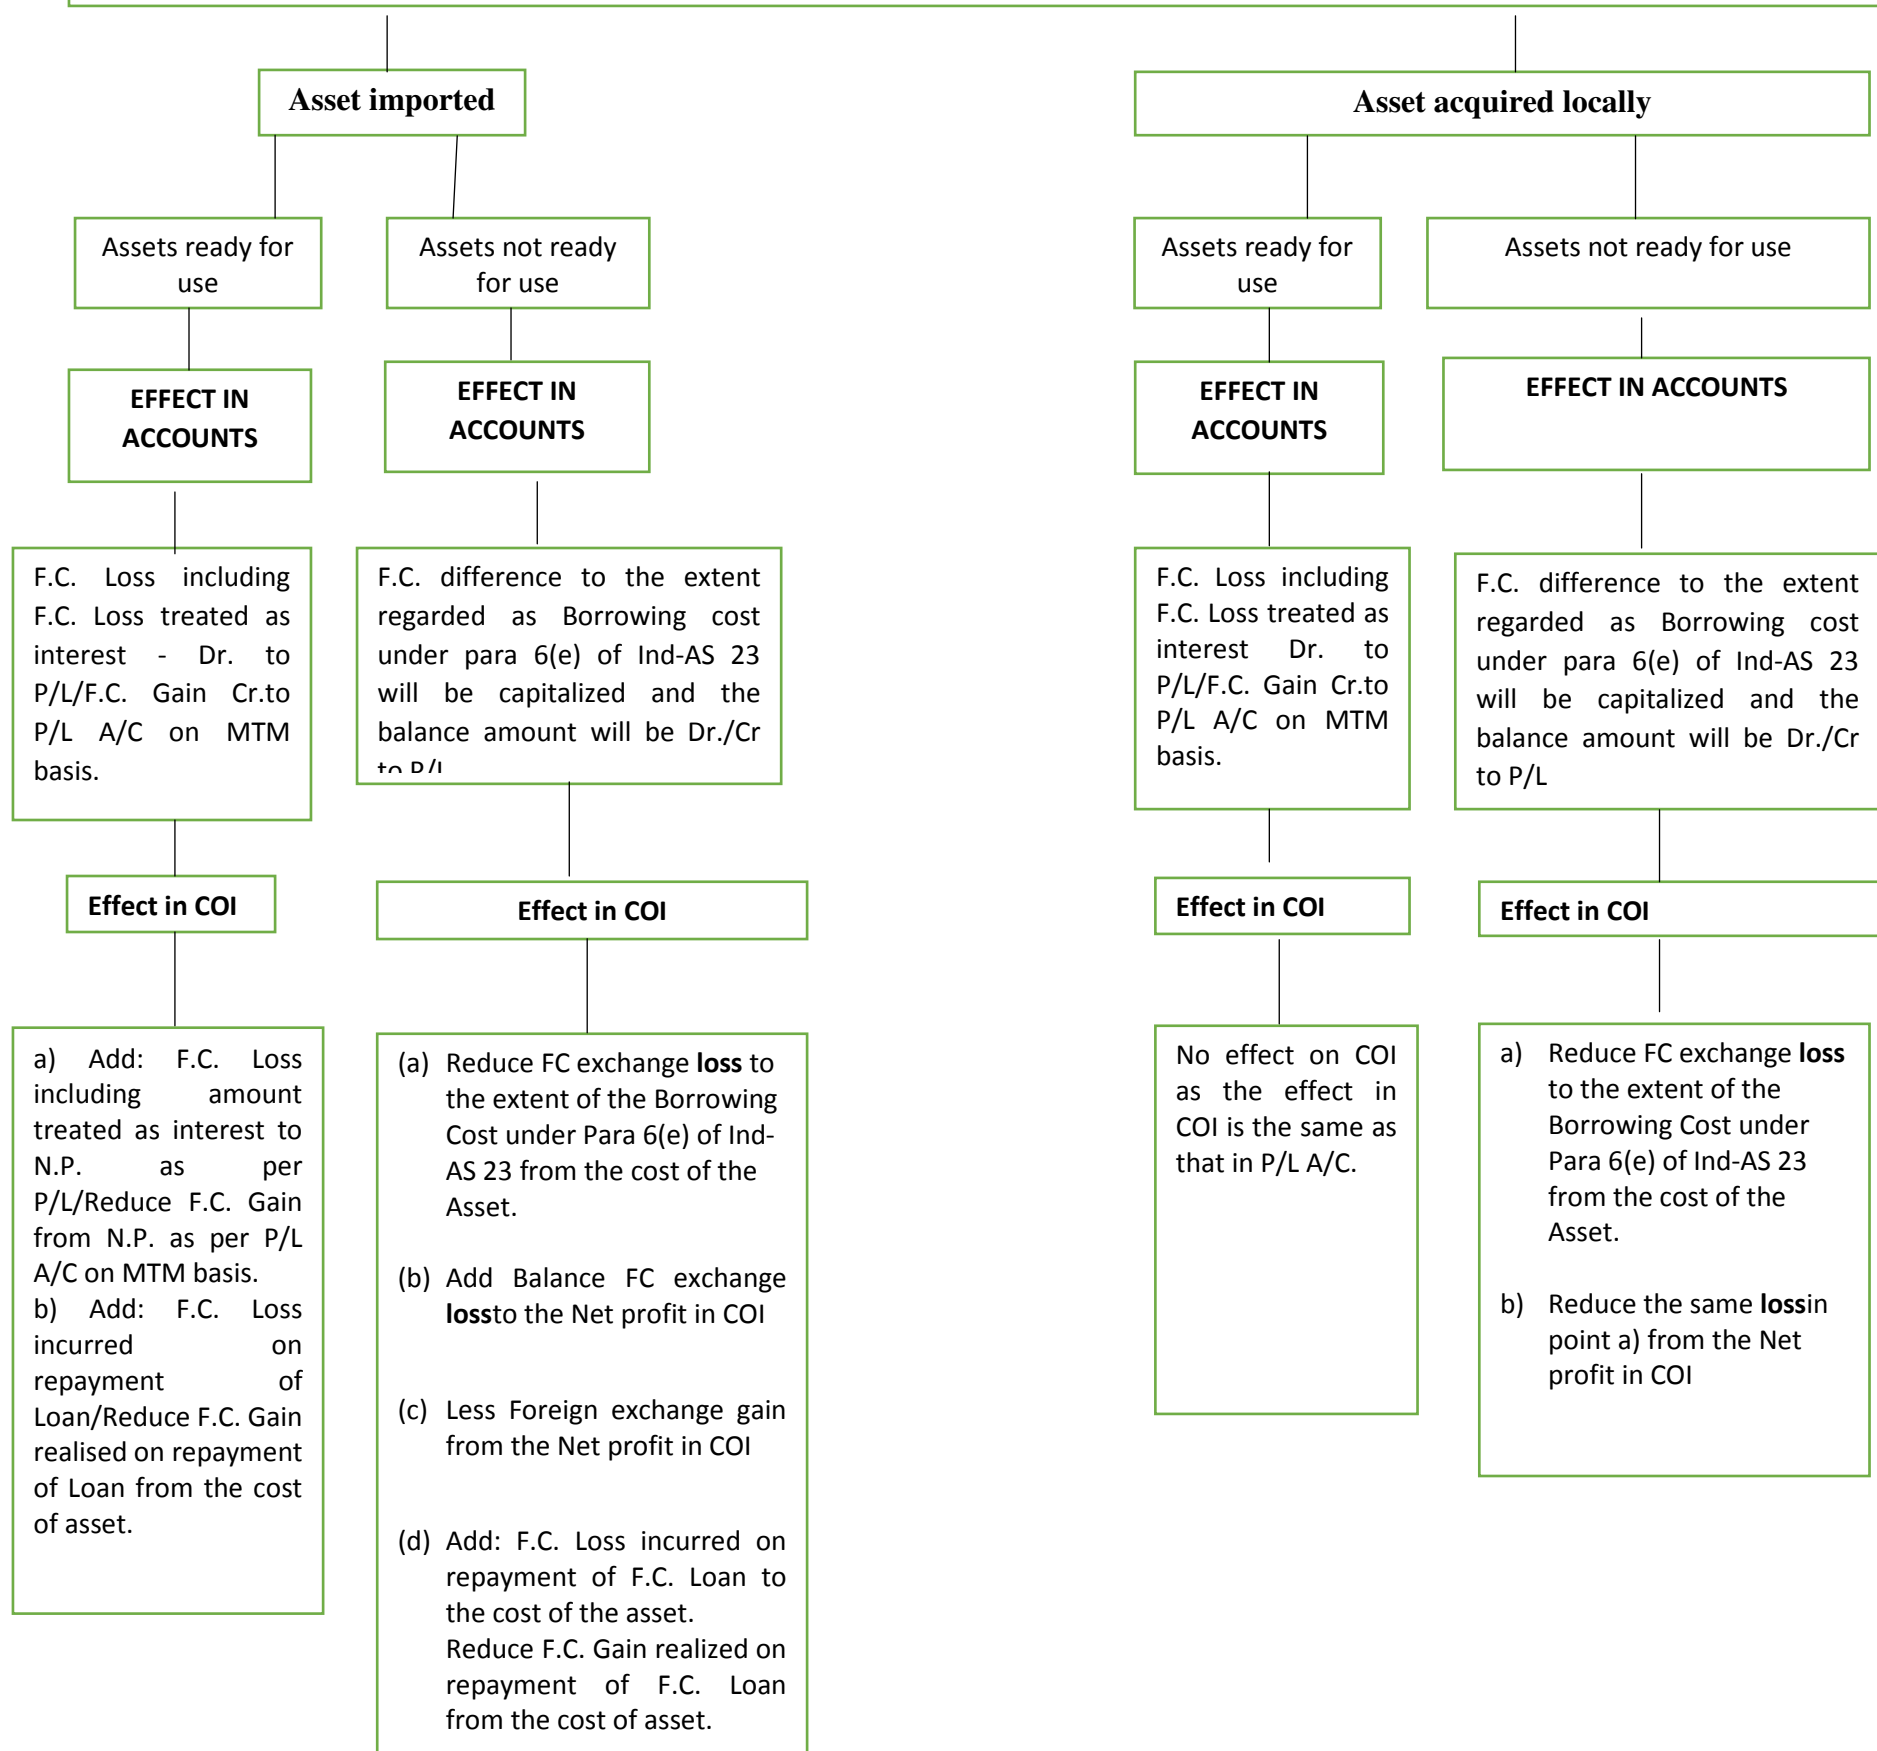 Asset imported
Asset acquired locally
Assets ready for
use
Assets not ready
for use
Assets ready for
use
Assets not ready for use
EFFECT IN
ACCOUNTS
EFFECT IN
ACCOUNTS
EFFECT IN
ACCOUNTS
EFFECT IN ACCOUNTS
F.C. Loss including
F.C. Loss treated as
interest - Dr. to
P/L/F.C. Gain Cr.to
P/L A/C on MTM
basis.
F.C. difference to the extent
regarded as Borrowing cost
under para 6(e) of Ind-AS 23
will be capitalized and the
balance amount will be Dr./Cr
to P/L
F.C. Loss including
F.C. Loss treated as
interest Dr. to
P/L/F.C. Gain Cr.to
P/L A/C on MTM
basis.
F.C. difference to the extent
regarded as Borrowing cost
under para 6(e) of Ind-AS 23
will be capitalized and the
balance amount will be Dr./Cr
to P/L
Effect in COI
Effect in COI
Effect in COI
Effect in COI
a) Add: F.C. Loss
including amount
treated as interest to
N.P. as per
P/L/Reduce F.C. Gain
from N.P. as per P/L
A/C on MTM basis.
b) Add: F.C. Loss
incurred on
repayment of
Loan/Reduce F.C. Gain
realised on repayment
of Loan from the cost
of asset.
(a) Reduce FC exchange loss to
the extent of the Borrowing
Cost under Para 6(e) of Ind-
AS 23 from the cost of the
Asset.
(b) Add Balance FC exchange
lossto the Net profit in COI
(c) Less Foreign exchange gain
from the Net profit in COI
(d) Add: F.C. Loss incurred on
repayment of F.C. Loan to
the cost of the asset.
Reduce F.C. Gain realized on
repayment of F.C. Loan
from the cost of asset.
No effect on COI
as the effect in
COI is the same as
that in P/L A/C.
a) Reduce FC exchange loss
to the extent of the
Borrowing Cost under
Para 6(e) of Ind-AS 23
from the cost of the
Asset.
b) Reduce the same lossin
point a) from the Net
profit in COI